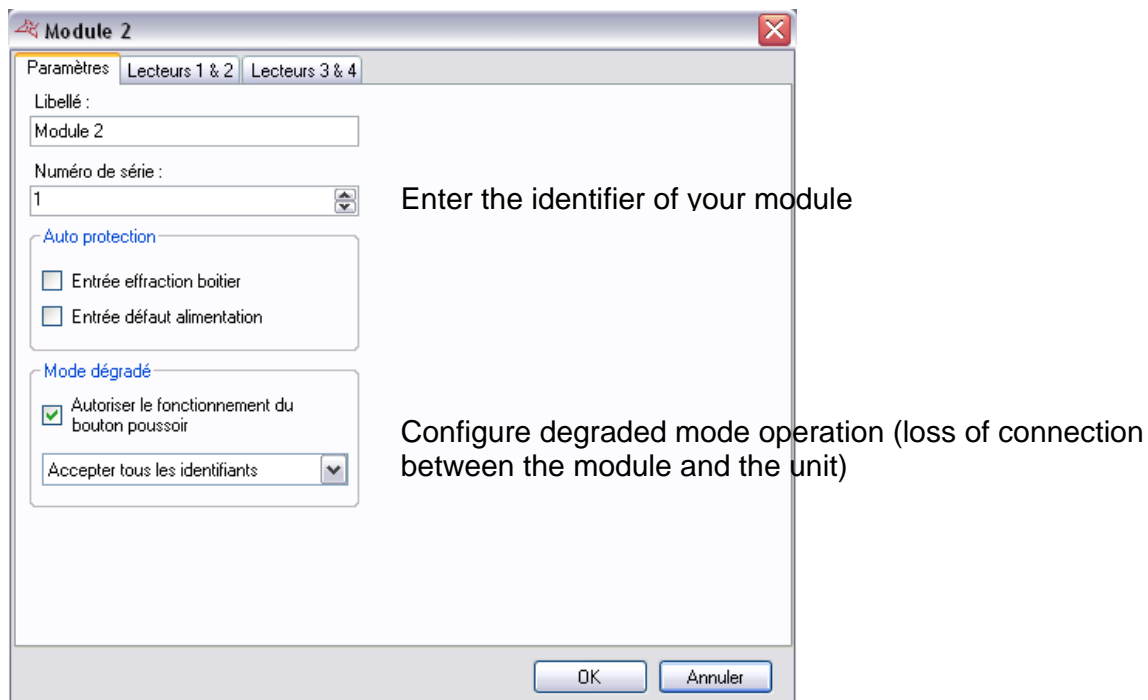 Module 2
Paramètres Lecteurs 1 & 2 Lecteurs 3 & 4
Libellé :
Module 2
Numéro de série :
1
Enter the identifier of your module
Auto protection
Entrée effraction boitier
Entrée défaut alimentation
Mode dégradé
Autoriser le fonctionnement du
bouton poussoir
Accepter tous les identifiants
Configure degraded mode operation (loss of connection
between the module and the unit)
OK Annuler